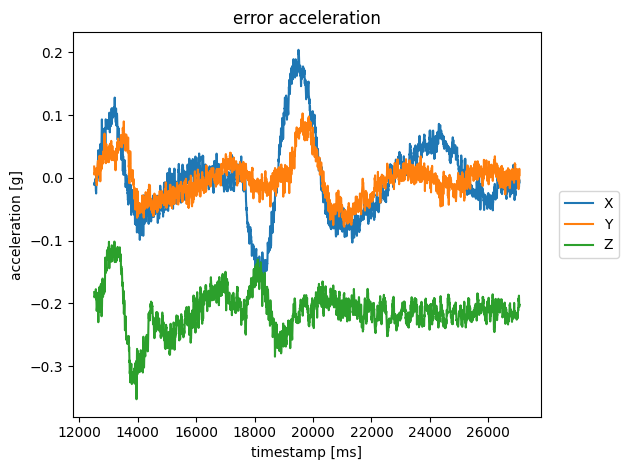 error acceleration
acceleration [g]
0.2
0.1
0.0
−0.1
−0.2
−0.3
12000 14000 16000 18000 20000 22000 24000 26000
timestamp [ms]
X
Y
Z